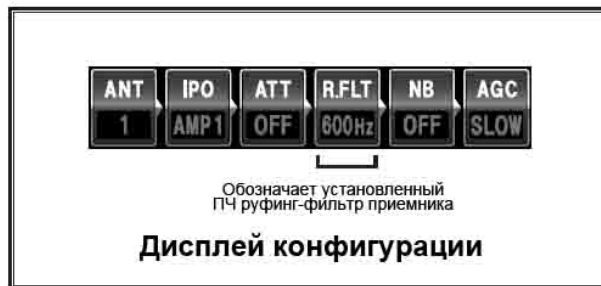 ANT IPO ATT R.FLT NB AGC
1 AMP1 OFF 600Hz OFF SLOW
Обозначает установленный
ПЧ руфинг-фильтр приемника
Дисплей конфигурации